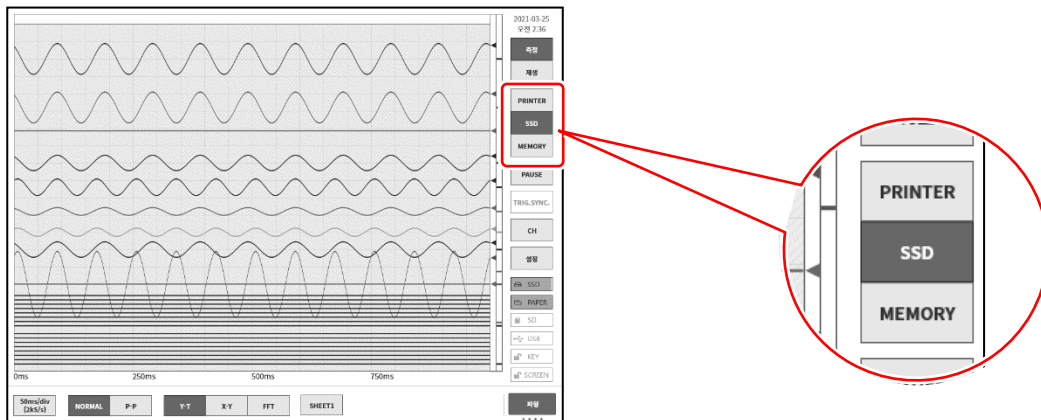 2021-03-25
오전 2.36
측정
재생
PRINTER
SSD
MEMORY
PAUSE
TRIG.SYNC.
CH
설정
SSD
PAPER
SD
USB
KEY
SCREEN
0ms 250ms 500ms 750ms
50ms/div
(2kS/s)
NORMAL P-P Y-T X-Y FFT SHEET1 파형
PRINTER
SSD
MEMORY